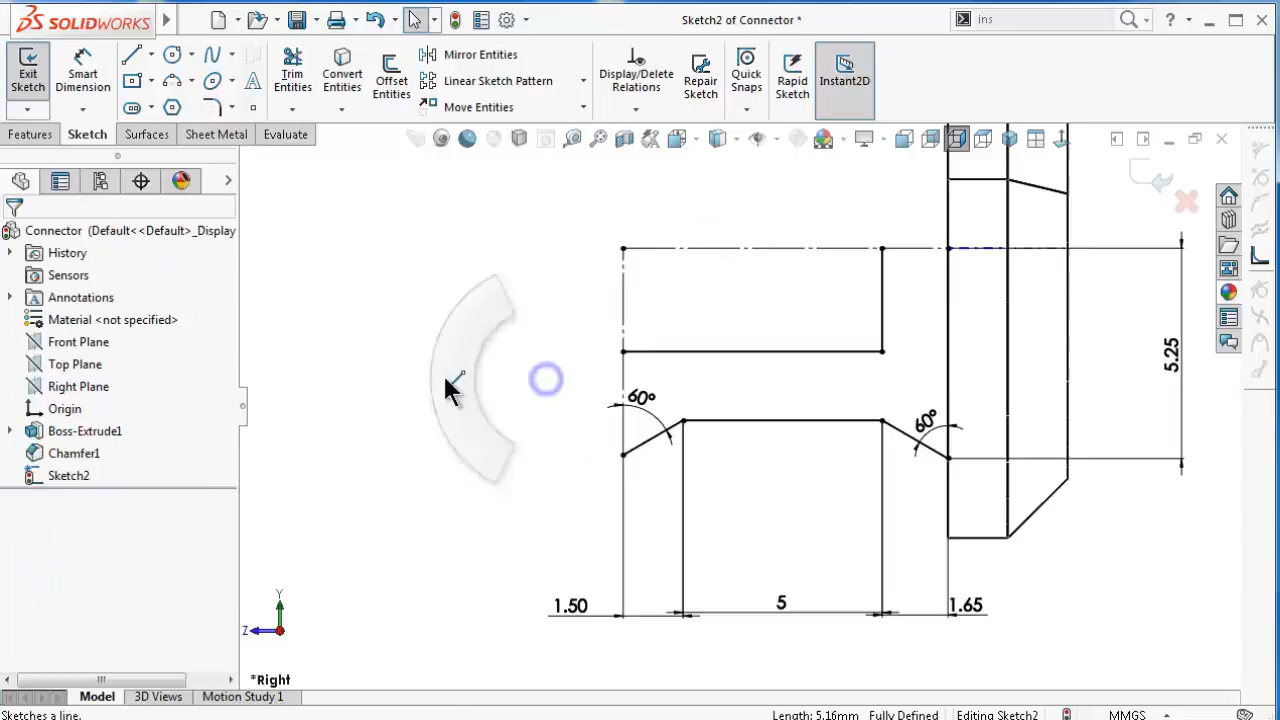 SOLIDWORKS
Sketch2 of Connector *
ins
?
Exit Sketch
Smart Dimension
Trim Entities
Convert Entities
Offset Entities
Mirror Entities
Linear Sketch Pattern
Move Entities
Display/Delete Relations
Repair Sketch
Quick Snaps
Rapid Sketch
Instant2D
Features
Sketch
Surfaces
Sheet Metal
Evaluate
Connector (Default<<Default>_Display
History
Sensors
Annotations
Material <not specified>
Front Plane
Top Plane
Right Plane
Origin
Boss-Extrude1
Chamfer1
Sketch2
5.25
60°
60°
1.50
5
1.65
Y
Z
*Right
Model
3D Views
Motion Study 1
Sketches a line.
Length: 5.16mm
Fully Defined
Editing Sketch2
MMGS